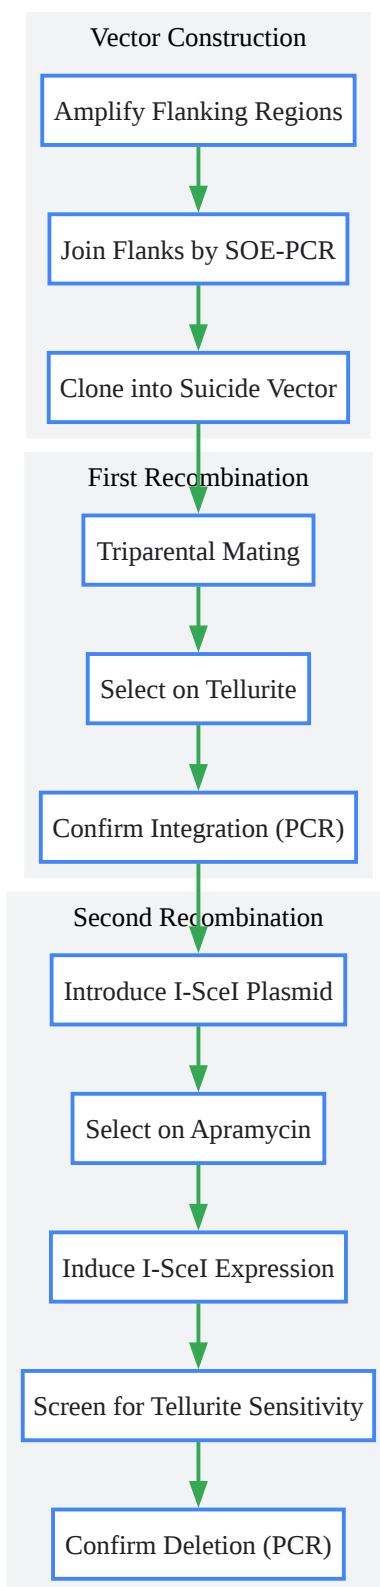 Vector Construction
Amplify Flanking Regions
Join Flanks by SOE-PCR
Clone into Suicide Vector
First Recombination
Triparental Mating
Select on Tellurite
Confirm Integration (PCR)
Second Recombination
Introduce I-SceI Plasmid
Select on Apramycin
Induce I-SceI Expression
Screen for Tellurite Sensitivity
Confirm Deletion (PCR)